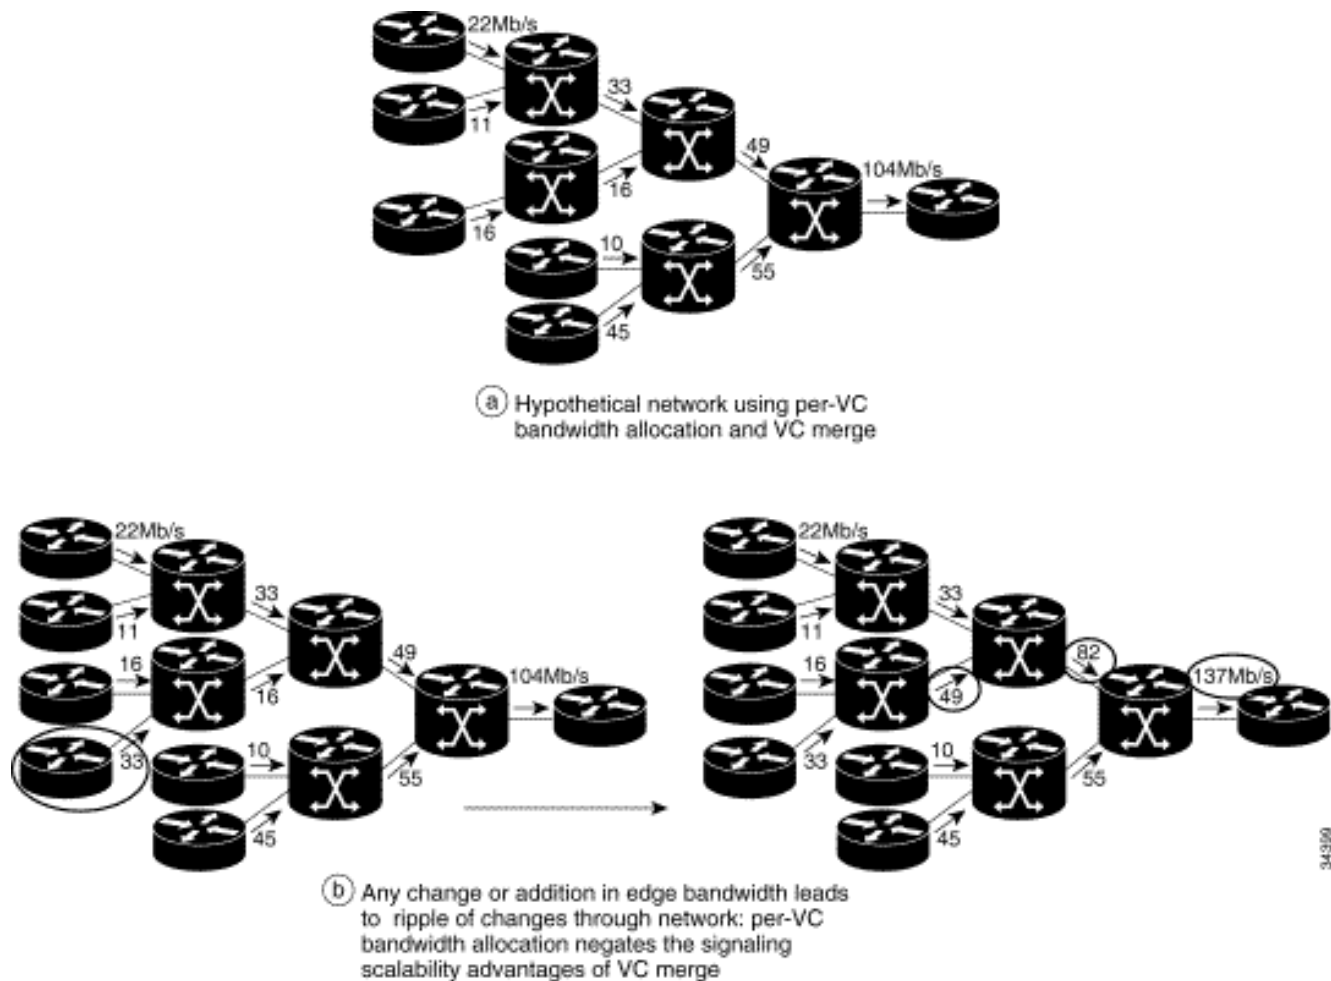 22Mb/s
33
11
49
104Mb/s
16
16
10
55
45
a Hypothetical network using per-VC
bandwidth allocation and VC merge
22Mb/s
33
11
49
16
104Mb/s
16
33
10
55
45
22Mb/s
33
11
82
16
137Mb/s
49
33
10
55
45
34399
b Any change or addition in edge bandwidth leads
to ripple of changes through network: per-VC
bandwidth allocation negates the signaling
scalability advantages of VC merge